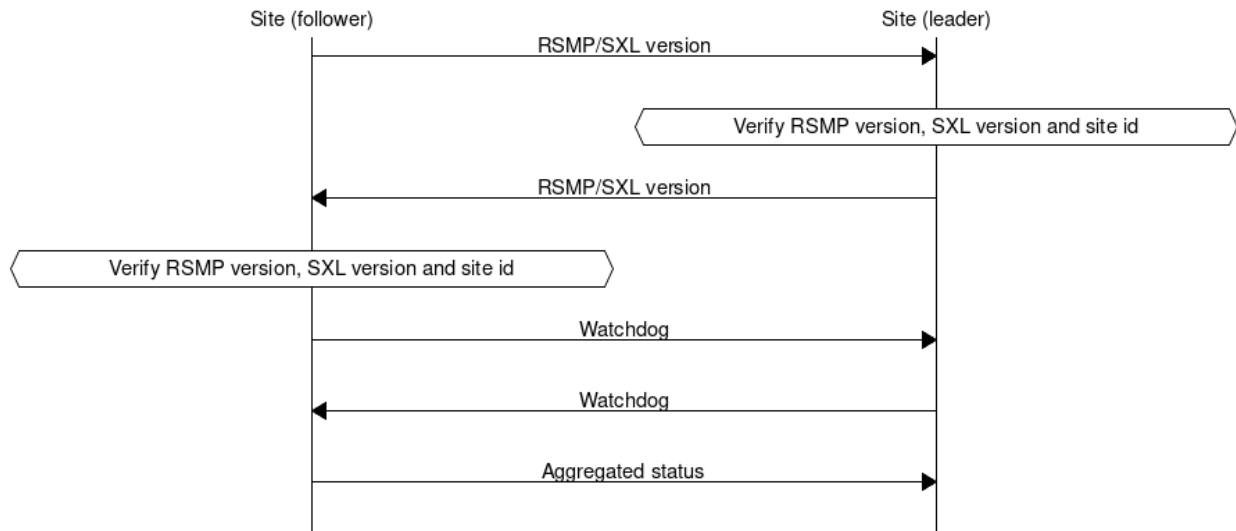 Site (follower)
Site (leader)
RSMP/SXL version
Verify RSMP version, SXL version and site id
RSMP/SXL version
Verify RSMP version, SXL version and site id
Watchdog
Watchdog
Aggregated status